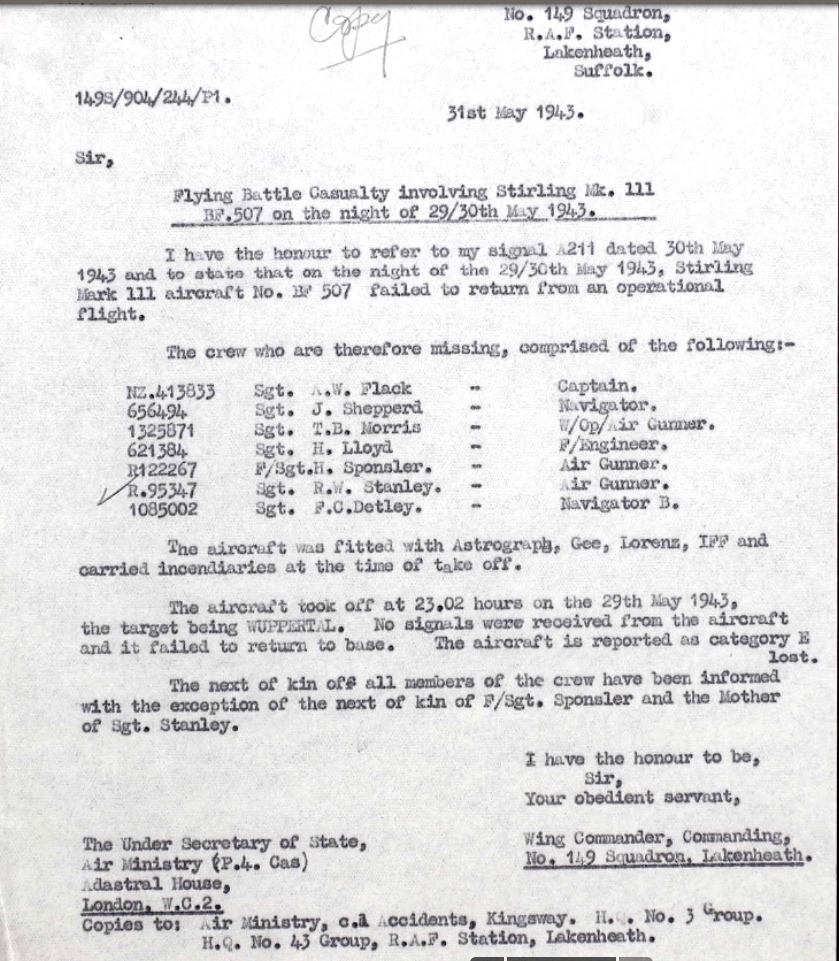 Copy
No. 149 Squadron,
R.A.F. Station,
Lakenheath,
Suffolk.
149S/904/244/P1.
31st May 1943.
Sir,
Flying Battle Casualty involving Stirling Mk. 111
BF.507 on the night of 29/30th May 1943.
I have the honour to refer to my signal A211 dated 30th May
1943 and to state that on the night of the 29/30th May 1943, Stirling
Mark 111 aircraft No. BF 507 failed to return from an operational
flight.
The crew who are therefore missing, comprised of the following:-
NZ.413833 Sgt. A.W. Flack - Captain.
656494 Sgt. J. Shepperd - Navigator.
1325871 Sgt. T.B. Morris - W/Op/Air Gunner.
621384 Sgt. H. Lloyd - F/Engineer.
R122267 F/Sgt.H. Sponsler. - Air Gunner.
R.95347 Sgt. R.W. Stanley. - Air Gunner.
1085002 Sgt. F.C.Detley. - Navigator B.
The aircraft was fitted with Astrograph, Gee, Lorenz, IFF and
carried incendiaries at the time of take off.
The aircraft took off at 23.02 hours on the 29th May 1943,
the target being WUPPERTAL. No signals were received from the aircraft
and it failed to return to base. The aircraft is reported as category E
lost.
The next of kin off all members of the crew have been informed
with the exception of the next of kin of F/Sgt. Sponsler and the Mother
of Sgt. Stanley.
I have the honour to be,
Sir,
Your obedient servant,
Wing Commander, Commanding,
No. 149 Squadron, Lakenheath.
The Under Secretary of State,
Air Ministry (P.4. Cas)
Adastral House,
London, W.C.2.
Copies to: Air Ministry, c.A Accidents, Kingsway. H.Q. No. 3 Group.
H.Q. No. 43 Group, R.A.F. Station, Lakenheath.